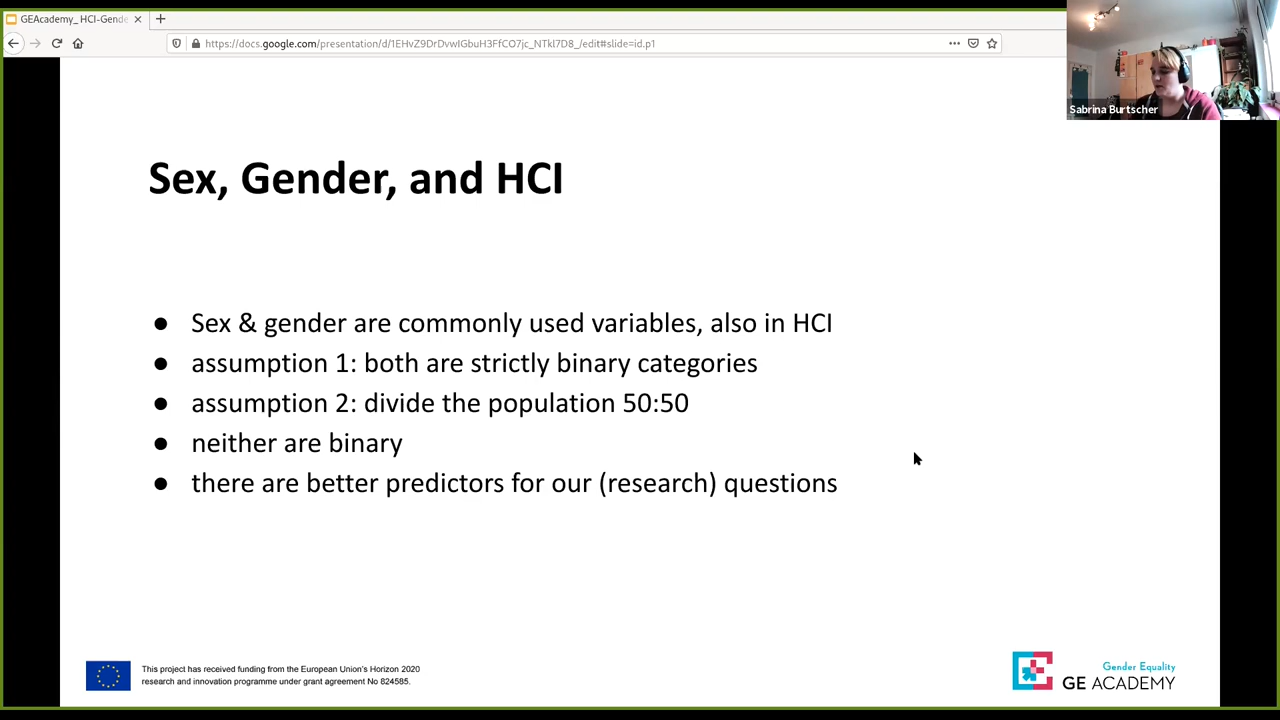 GEAcademy_ HCI-Gende
https://docs.google.com/presentation/d/1EHvZ9DrDvwIGbuH3FfCO7jc_NTkl7D8_/edit#slide=id.p1
Sabrina Burtscher
Sex, Gender, and HCI
● Sex & gender are commonly used variables, also in HCI
● assumption 1: both are strictly binary categories
● assumption 2: divide the population 50:50
● neither are binary
● there are better predictors for our (research) questions
This project has received funding from the European Union's Horizon 2020
research and innovation programme under grant agreement No 824585.
Gender Equality
GE ACADEMY